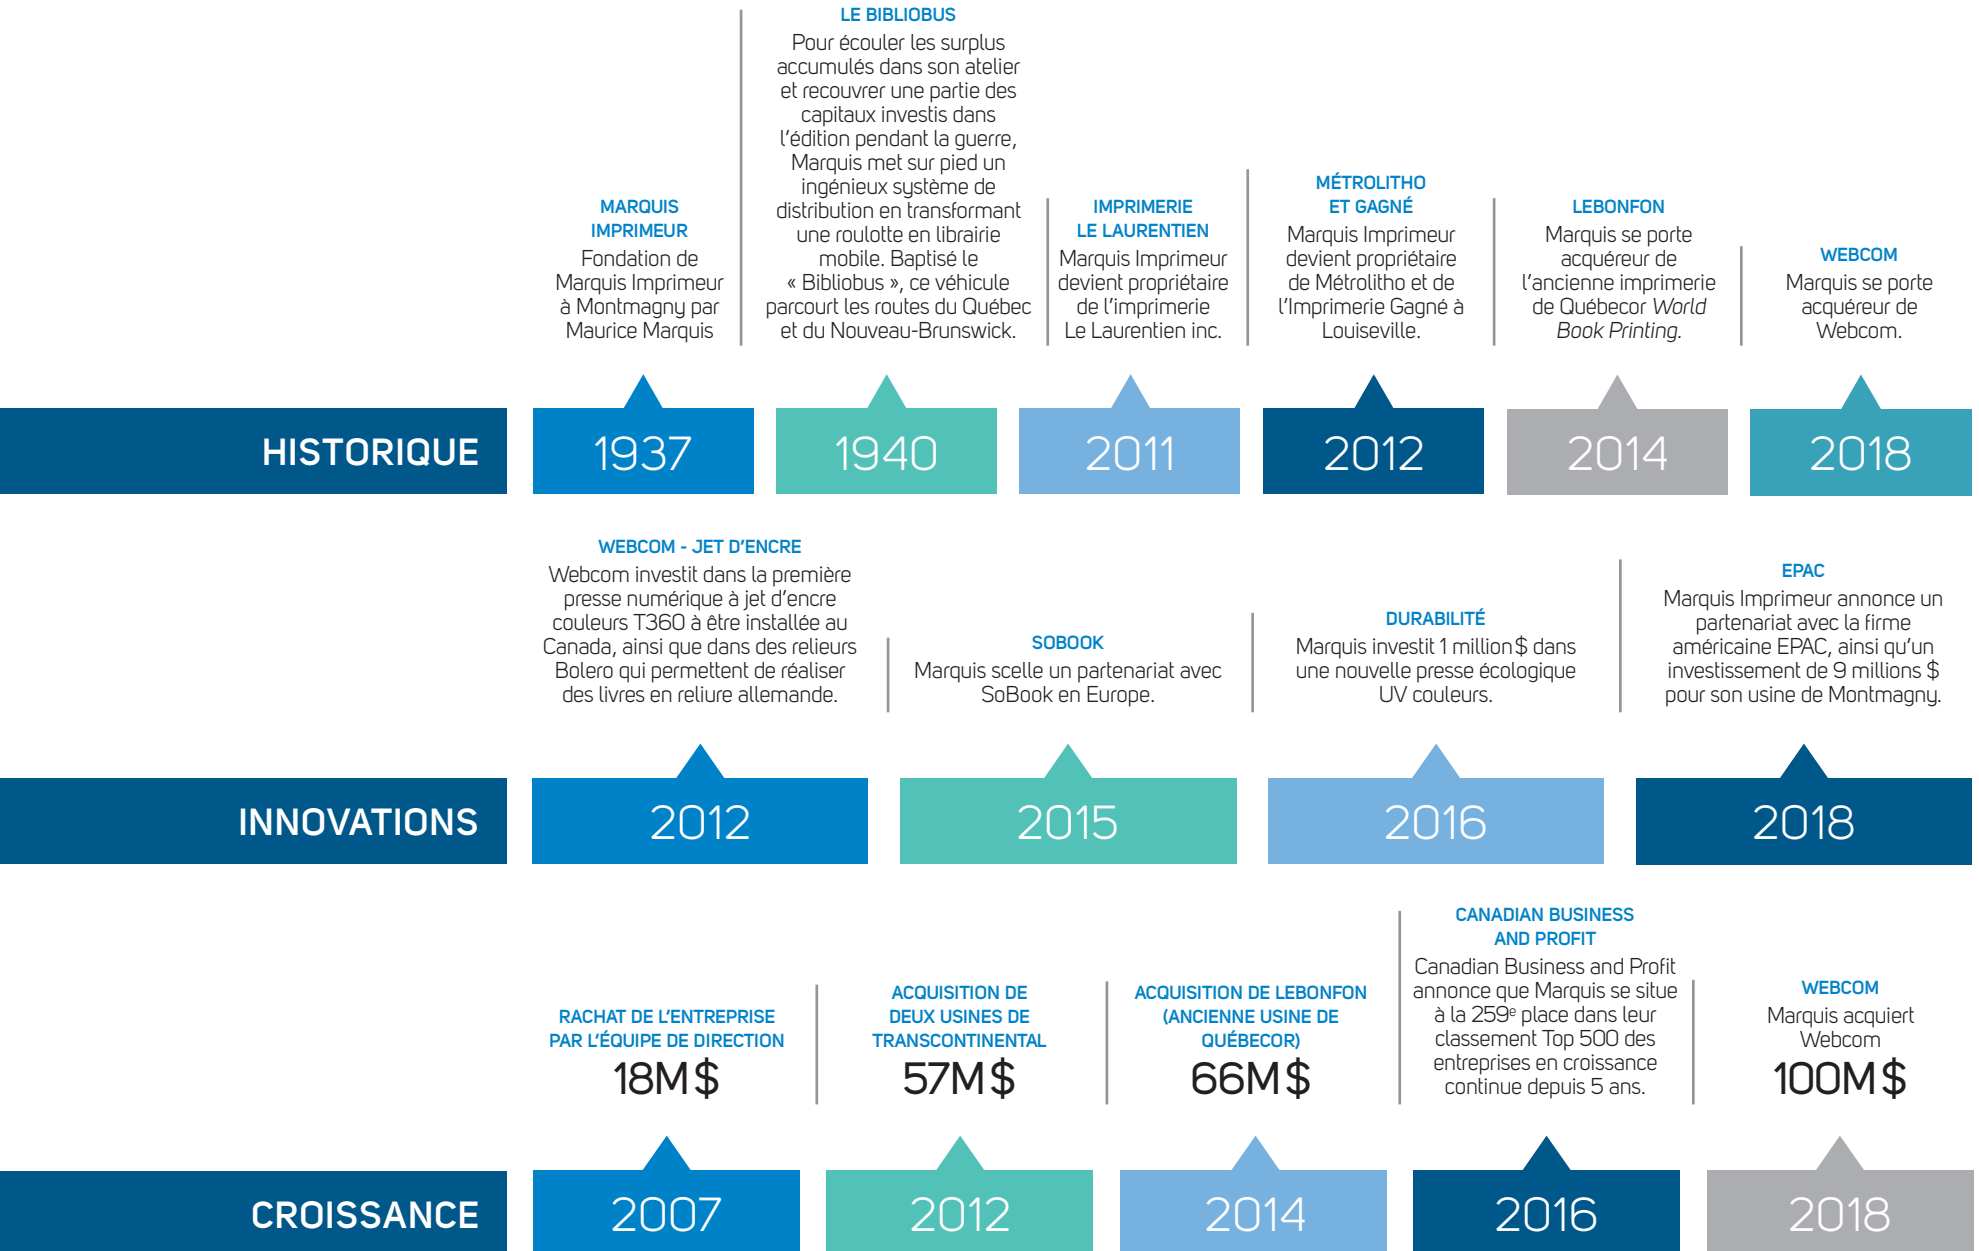 LE BIBLIOBUS
Pour écouler les surplus
accumulés dans son atelier
et recouvrer une partie des
capitaux investis dans
l’édition pendant la guerre,
Marquis met sur pied un
ingénieux système de
distribution en transformant
une roulotte en librairie
mobile. Baptisé le
« Bibliobus », ce véhicule
parcourt les routes du Québec
et du Nouveau-Brunswick.
MARQUIS
IMPRIMEUR
Fondation de
Marquis Imprimeur
à Montmagny par
Maurice Marquis
IMPRIMERIE
LE LAURENTIEN
Marquis Imprimeur
devient propriétaire
de l’imprimerie
Le Laurentien inc.
MÉTROLITHO
ET GAGNÉ
Marquis Imprimeur
devient propriétaire
de Métrolitho et de
l’Imprimerie Gagné à
Louiseville.
LEBONFON
Marquis se porte
acquéreur de
l’ancienne imprimerie
de Québecor World
Book Printing.
WEBCOM
Marquis se porte
acquéreur de
Webcom.
HISTORIQUE
1937
1940
2011
2012
2014
2018
WEBCOM - JET D’ENCRE
Webcom investit dans la première
presse numérique à jet d’encre
couleurs T360 à être installée au
Canada, ainsi que dans des relieurs
Bolero qui permettent de réaliser
des livres en reliure allemande.
SOBOOK
Marquis scelle un partenariat avec
SoBook en Europe.
DURABILITÉ
Marquis investit 1 million $ dans
une nouvelle presse écologique
UV couleurs.
EPAC
Marquis Imprimeur annonce un
partenariat avec la firme
américaine EPAC, ainsi qu’un
investissement de 9 millions $
pour son usine de Montmagny.
INNOVATIONS
2012
2015
2016
2018
RACHAT DE L’ENTREPRISE
PAR L’ÉQUIPE DE DIRECTION
18M $
ACQUISITION DE
DEUX USINES DE
TRANSCONTINENTAL
57M $
ACQUISITION DE LEBONFON
(ANCIENNE USINE DE
QUÉBECOR)
66M $
CANADIAN BUSINESS
AND PROFIT
Canadian Business and Profit
annonce que Marquis se situe
à la 259e place dans leur
classement Top 500 des
entreprises en croissance
continue depuis 5 ans.
WEBCOM
Marquis acquiert
Webcom
100M $
CROISSANCE
2007
2012
2014
2016
2018